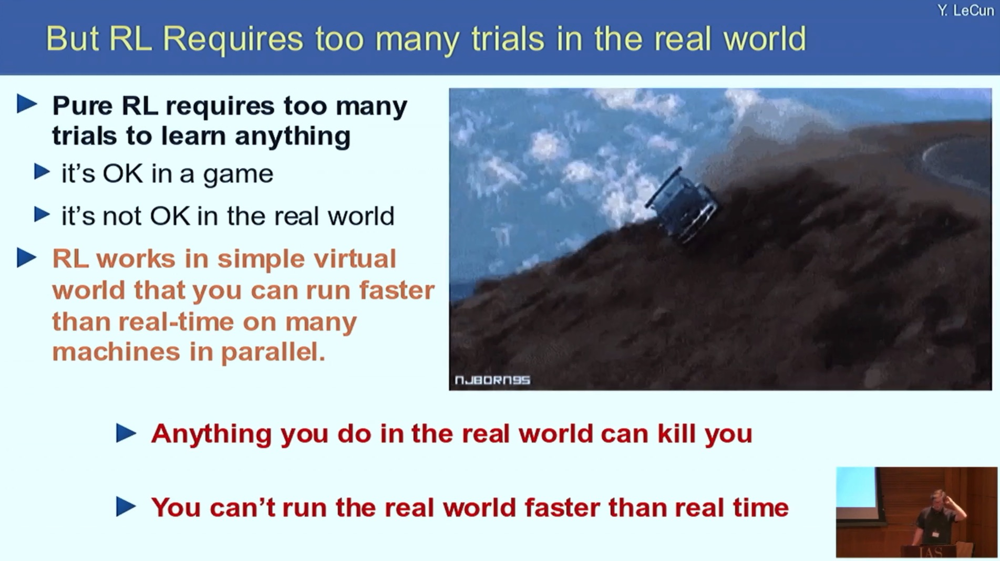 Y. LeCun
But RL Requires too many trials in the real world
Pure RL requires too many
trials to learn anything
it's OK in a game
it's not OK in the real world
RL works in simple virtual
world that you can run faster
than real-time on many
machines in parallel.
NJBORN95
Anything you do in the real world can kill you
You can't run the real world faster than real time
IAS